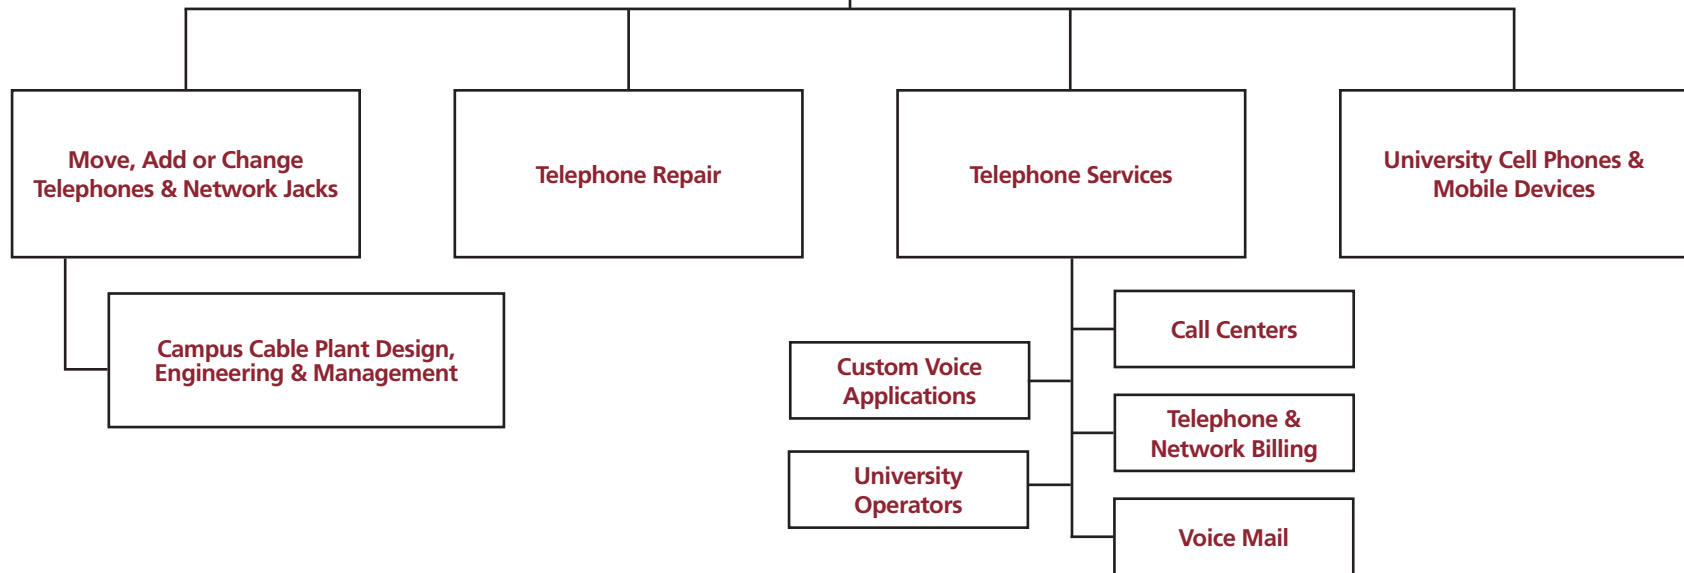 Move, Add or Change
Telephones & Network Jacks
Telephone Repair
Telephone Services
University Cell Phones &
Mobile Devices
Campus Cable Plant Design,
Engineering & Management
Call Centers
Custom Voice
Applications
Telephone &
Network Billing
University
Operators
Voice Mail